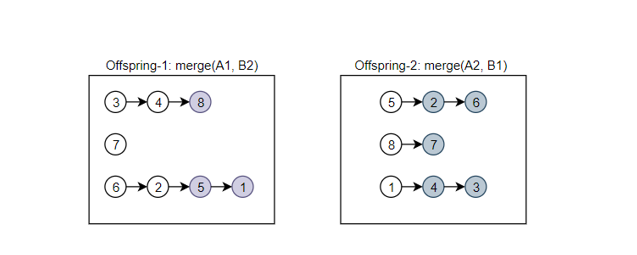 Offspring-1: merge(A1, B2)
3 4 8
7
6 2 5 1
Offspring-2: merge(A2, B1)
5 2 6
8 7
1 4 3